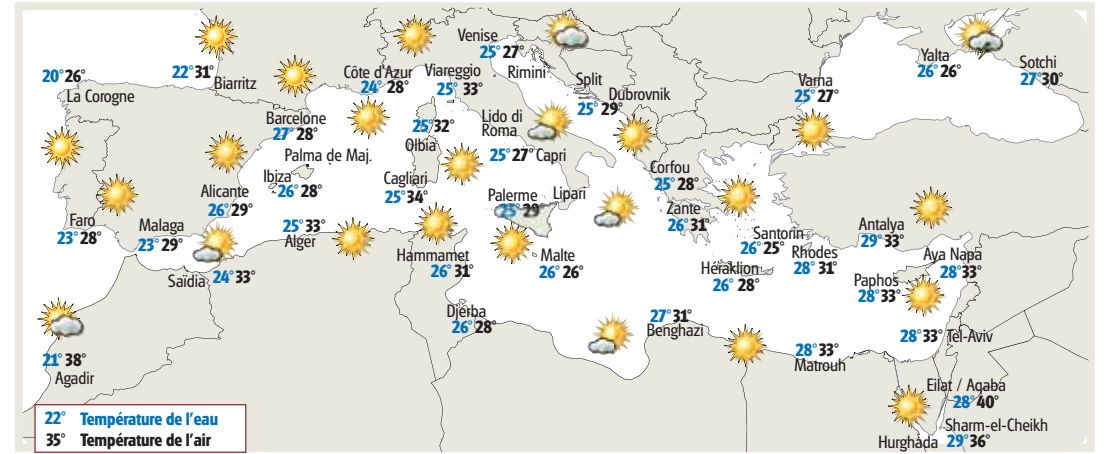 Venise
25° 27°
Rimini
Yalta
26° 26°
Sotchi
27° 30°
20° 26°
La Corogne
22° 31°
Biarritz
Côte d'Azur
24° 28°
Viareggio
25° 33°
Split
25° 29°
Dubrovnik
Varna
25° 27°
Barcelone
27° 28°
25° 32°
Olbia
Lido di
Roma
25° 27° Capri
Palma de Maj.
Ibiza
26° 28°
Cagliari
25° 34°
Corfou
25° 28°
Alicante
26° 29°
Palerme
25° 29°
Lipari
Zante
26° 31°
Faro
23° 28°
Malaga
23° 29°
25° 33°
Alger
Santorin
26° 25°
Antalya
29° 33°
Hammamet
26° 31°
Malte
26° 26°
Héraklion
26° 28°
Rhodes
28° 31°
Aya Napa
28° 33°
Saïdia 24° 33°
Paphos
28° 33°
Djerba
26° 28°
27° 31°
Benghazi
28° 33° Tel-Aviv
21° 38°
Agadir
28° 33°
Matrouh
Eilat / Aqaba
28° 40°
Sharm-el-Cheikh
Hurghada 29° 36°
22° Température de l'eau
35° Température de l'air